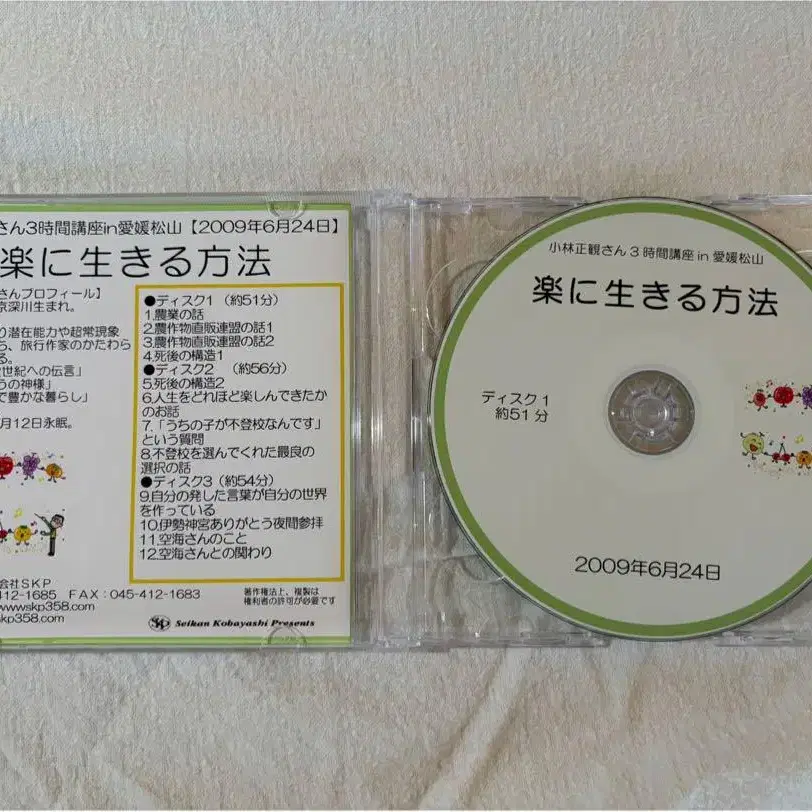 さん3時間講座in愛媛松山【2009年6月24日】
楽に生きる方法
さんプロフィール】
京深川生まれ。
り潜在能力や超常現象
ち、旅行作家のかたわら
る。
世紀への伝言」
うの神様」
で豊かな暮らし」
月12日永眠。
●ディスク1（約51分）
1.農業の話
2.農作物直販連盟の話1
3.農作物直販連盟の話2
4.死後の構造1
●ディスク2　（約56分）
5.死後の構造2
6.人生をどれほど楽しんできたか
のお話
7.「うちの子が不登校なんです」
という質問
8.不登校を選んでくれた最良の
選択の話
●ディスク3（約54分）
9.自分の発した言葉が自分の世界
を作っている
10.伊勢神宮ありがとう夜間参拝
11.空海さんのこと
12.空海さんとの関わり
会社SKP
412-1685　FAX：045-412-1683
www.skp358.com
skp358.com
著作権法上、複製は
権利者の許可が必要です
SKP Seikan Kobayashi Presents
小林正観さん3時間講座in愛媛松山
楽に生きる方法
ディスク1
約51分
2009年6月24日